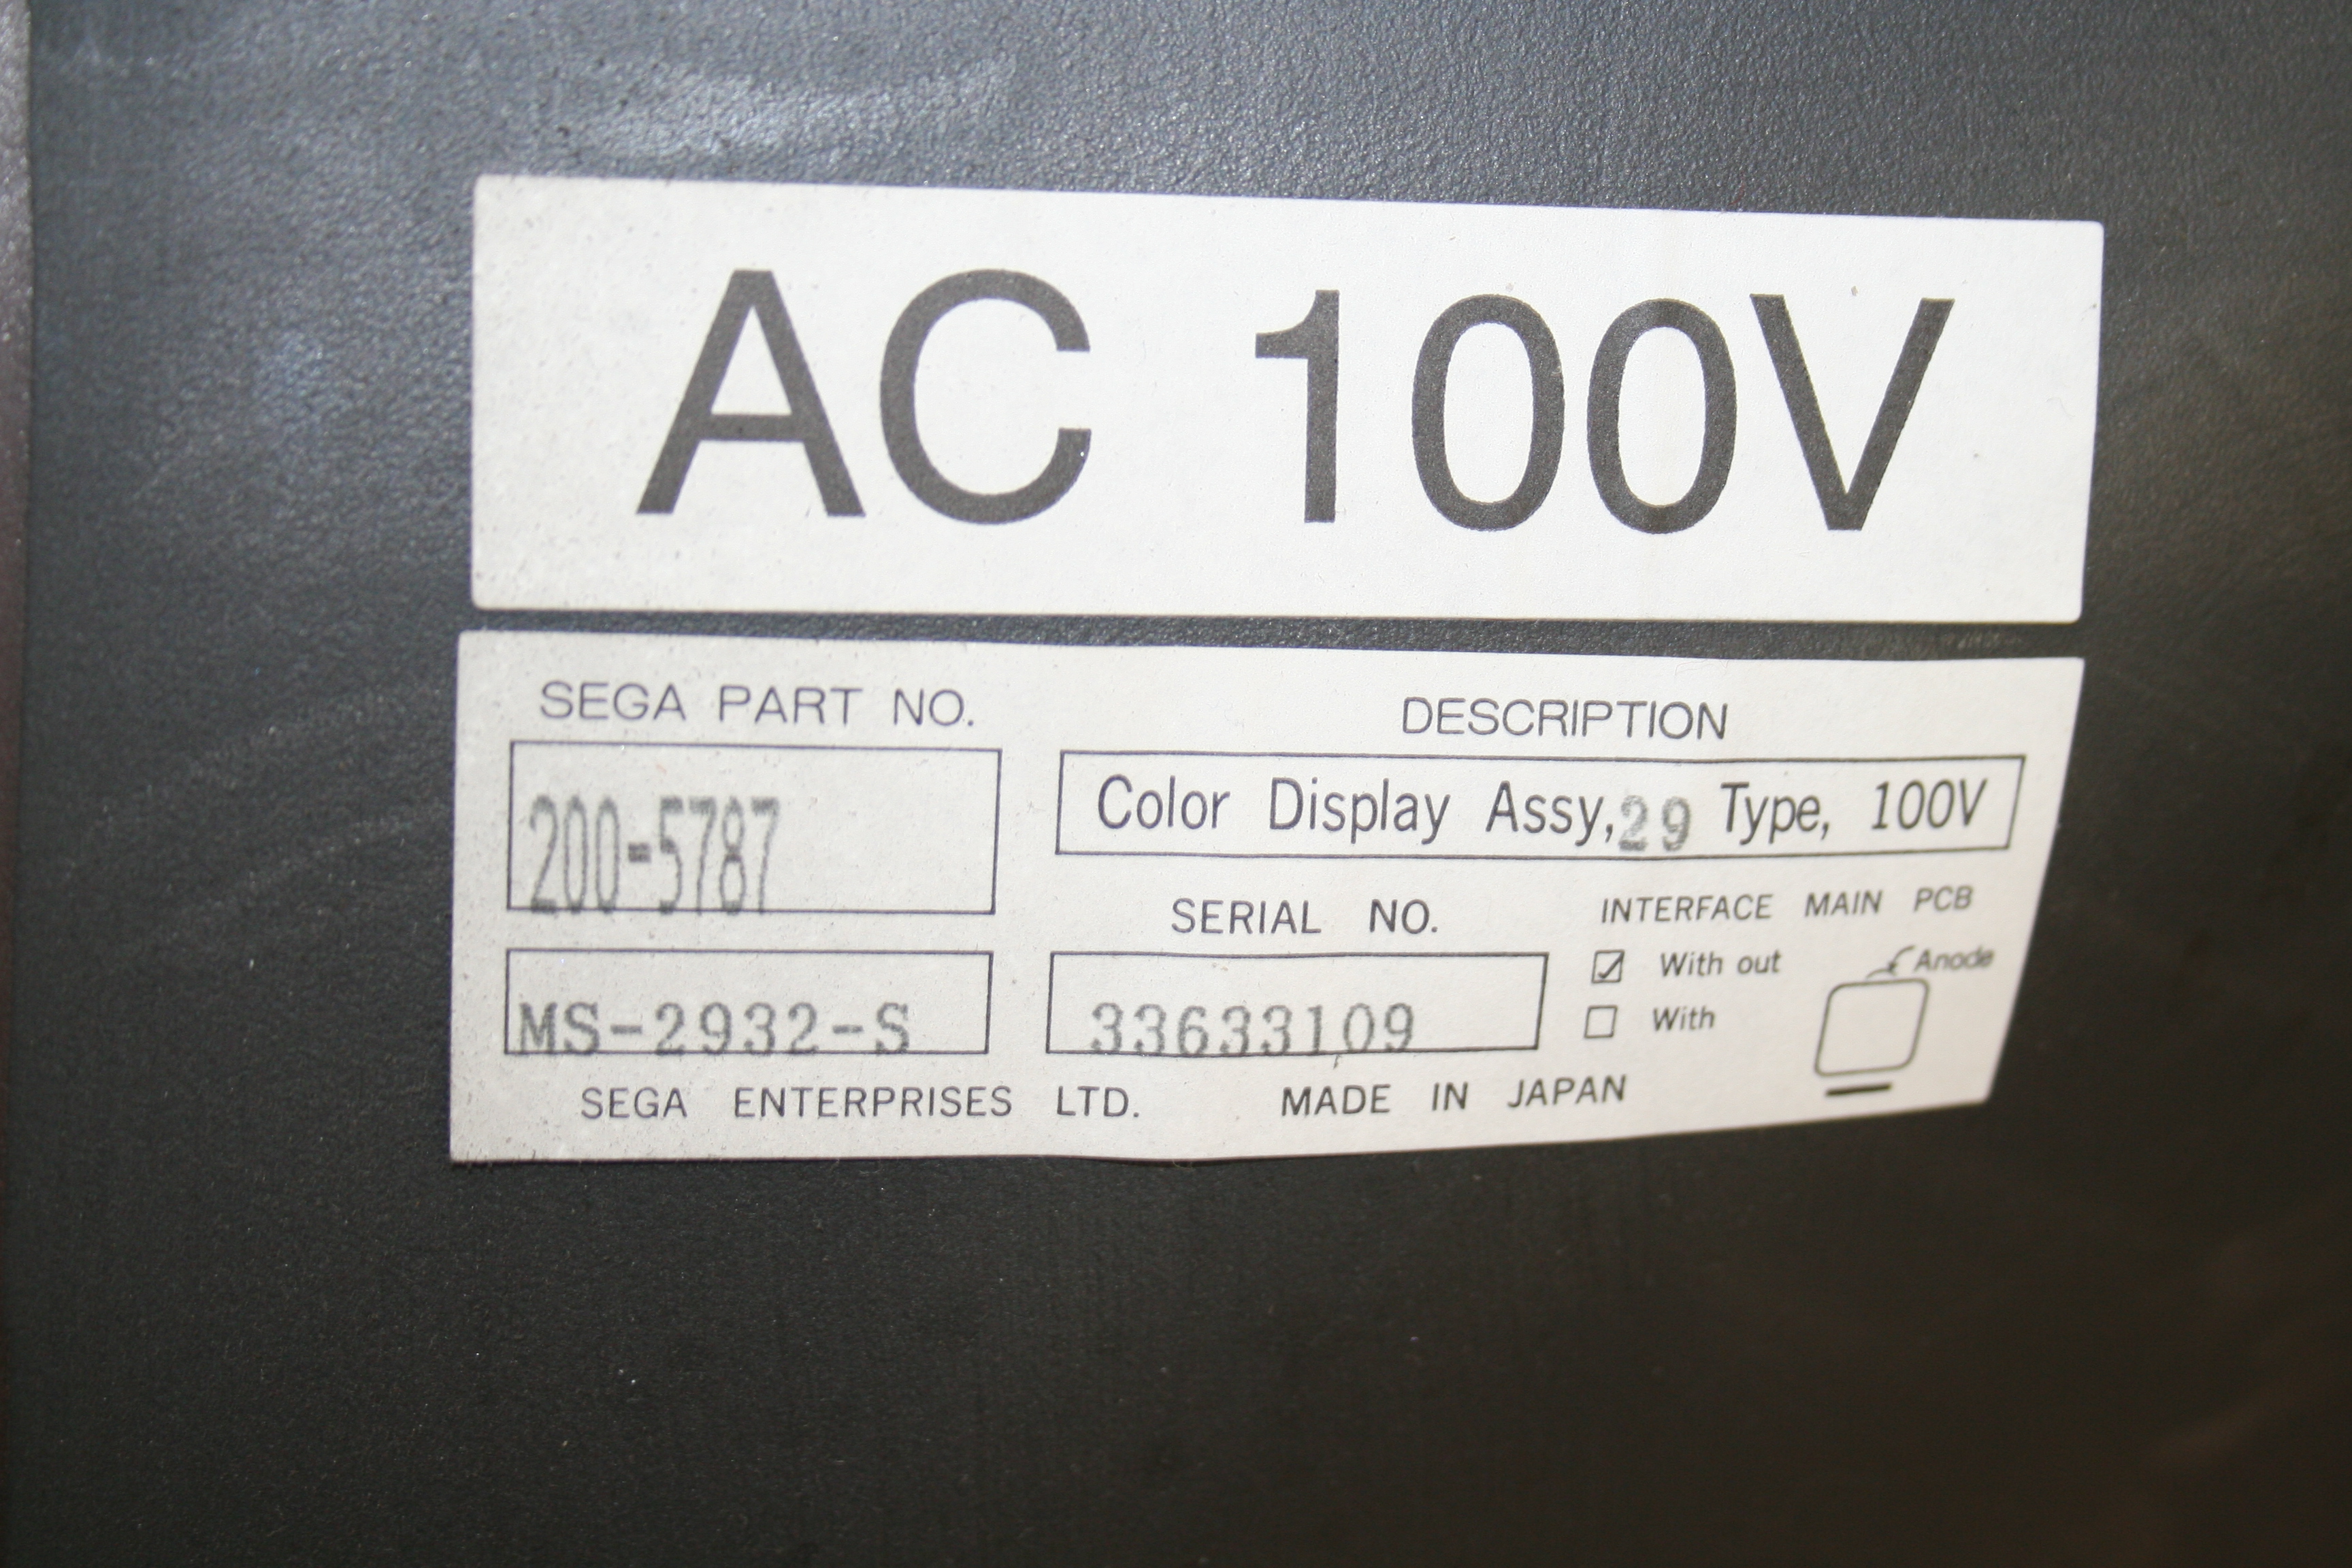 AC 100V
SEGA PART NO.
DESCRIPTION
200-5787
Color Display Assy, 29 Type, 100V
SERIAL NO.
INTERFACE MAIN PCB
MS-2932-S
33633109
With out
Anode
With
SEGA ENTERPRISES LTD. MADE IN JAPAN